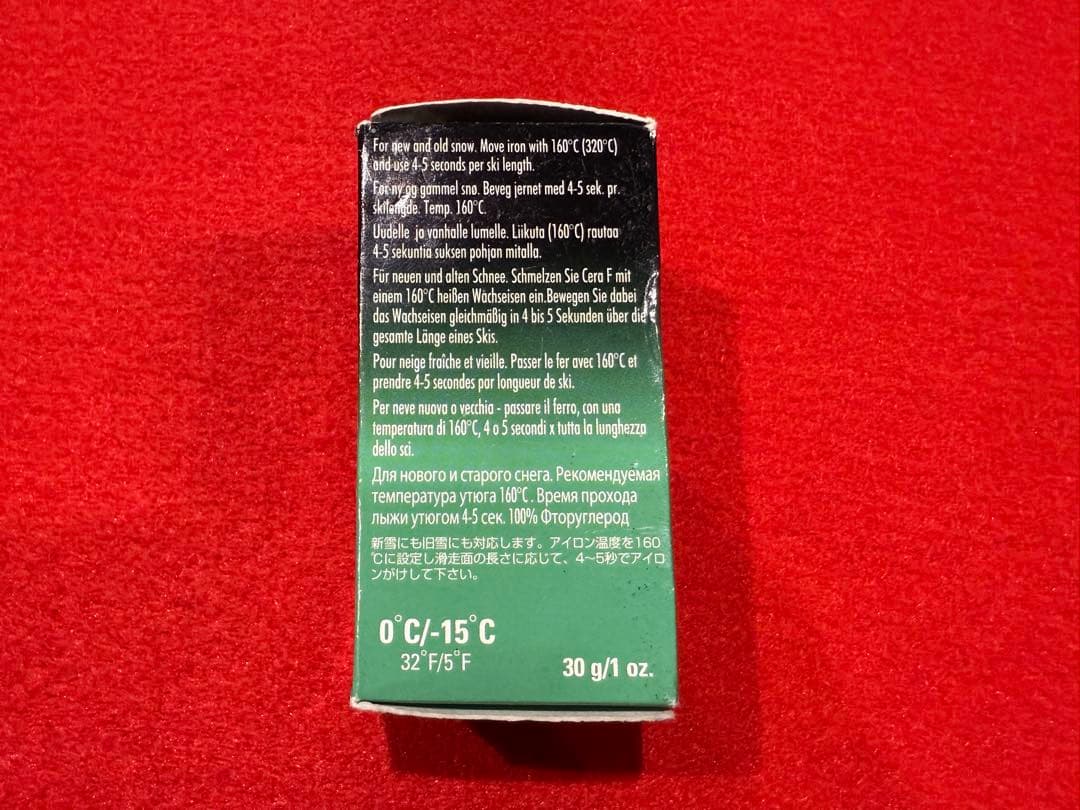 For new and old snow. Move iron with 160°C (320°C)
and use 4-5 seconds per ski length.
For ny og gammel snø. Beveg jernet med 4-5 sek. pr.
skilengde. Temp. 160°C.
Uudelle ja vanhalle lumelle. Liikuta (160°C) rautaa
4-5 sekuntia suksen pohjan mitalla.
Für neuen und alten Schnee. Schmelzen Sie Cera F mit
einem 160°C heißen Wachseisen ein.Bewegen Sie dabei
das Wachseisen gleichmäßig in 4 bis 5 Sekunden über die
gesamte Länge eines Skis.
Pour neige fraîche et vieille. Passer le fer avec 160°C et
prendre 4-5 secondes par longueur de ski.
Per neve nuova o vecchia - passare il ferro, con una
temperatura di 160°C, 4 o 5 secondi x tutta la lunghezza
dello sci.
Для нового и старого снега. Рекомендуемая
температура утюга 160°C. Время прохода
лыжи утюгом 4-5 сек. 100% Фторуглерод
新雪にも旧雪にも対応します。アイロン温度を160
℃に設定し滑走面の長さに応じて、4〜5秒でアイロ
ンがけして下さい。
0°C/-15°C
32°F/5°F
30 g/1 oz.